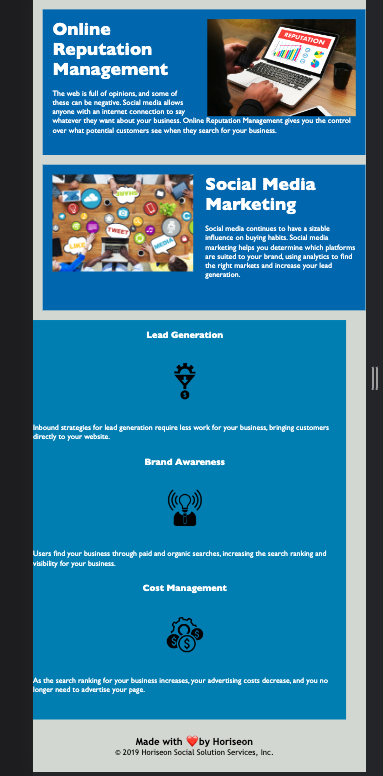 Online
Reputation
Management
REPUTATION
The web is full of opinions, and some of
these can be negative. Social media allows
anyone with an internet connection to say
whatever they want about your business. Online Reputation Management gives you the control
over what potential customers see when they search for your business.
LIKE
TWEET
MEDIA
Social Media
Marketing
Social media continues to have a sizable
influence on buying habits. Social media
marketing helps you determine which platforms
are suited to your brand, using analytics to find
the right markets and increase your lead
generation.
Lead Generation
Inbound strategies for lead generation require less work for your business, bringing customers
directly to your website.
Brand Awareness
Users find your business through paid and organic searches, increasing the search ranking and
visibility for your business.
Cost Management
As the search ranking for your business increases, your advertising costs decrease, and you no
longer need to advertise your page.
Made with ❤️by Horiseon
© 2019 Horiseon Social Solution Services, Inc.